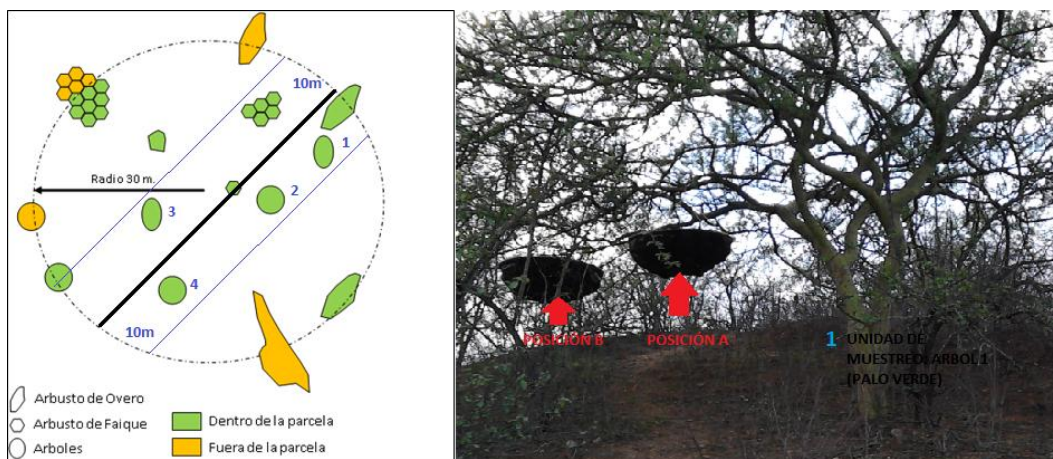 10m
1
2
Radio 30 m.
3
4
10m
Arbusto de Overo
Arbusto de Faique
Arboles
Dentro de la parcela
Fuera de la parcela
POSICIÓN B
POSICIÓN A
1 UNIDAD DE
MUESTREO: ARBOL 1
(PALO VERDE)